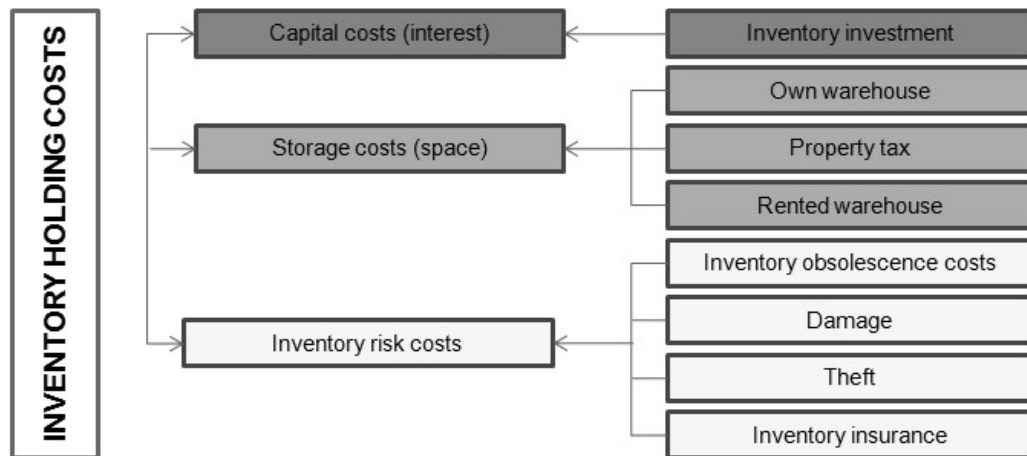 INVENTORY HOLDING COSTS
Capital costs (interest)
Inventory investment
Own warehouse
Storage costs (space)
Property tax
Rented warehouse
Inventory obsolescence costs
Damage
Inventory risk costs
Theft
Inventory insurance